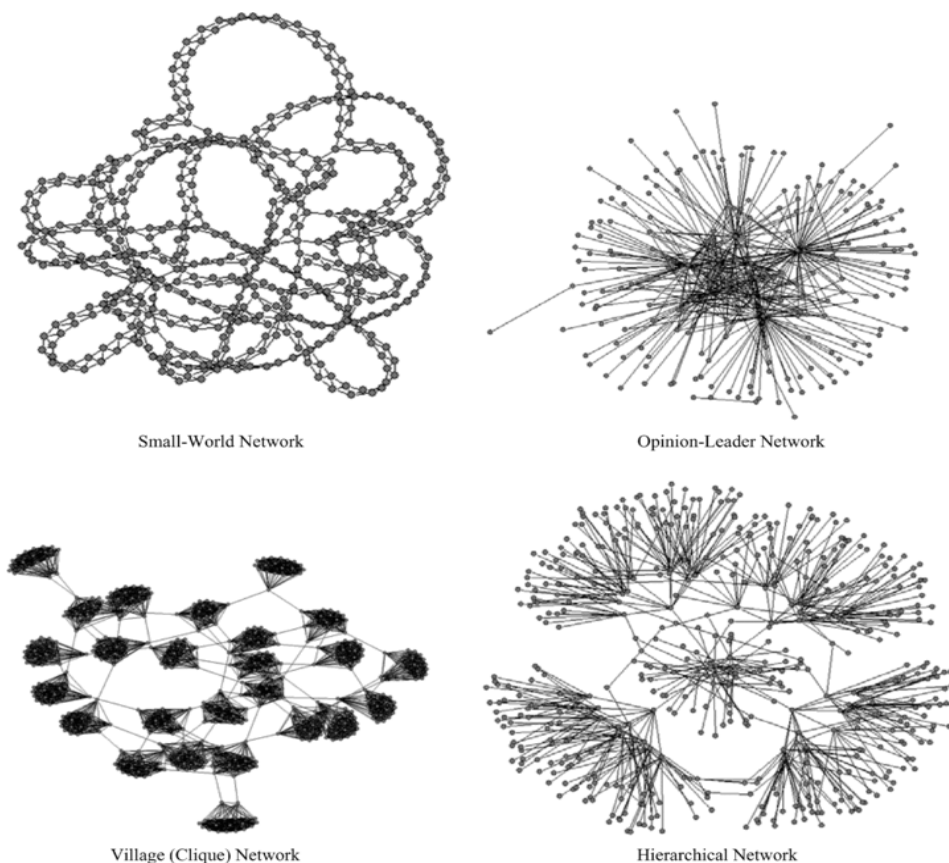 Small-World Network
Opinion-Leader Network
Village (Clique) Network
Hierarchical Network